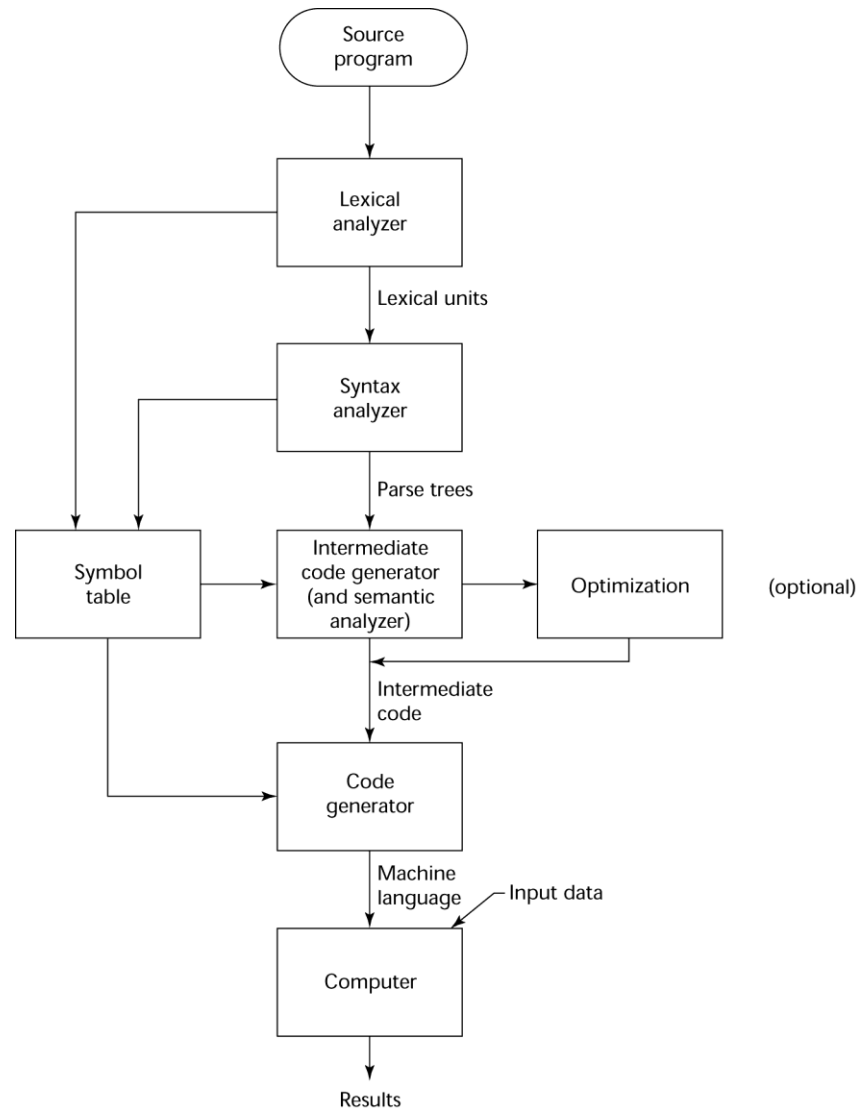 Source
program
Lexical
analyzer
Lexical units
Syntax
analyzer
Parse trees
Symbol
table
Intermediate
code generator
(and semantic
analyzer)
Optimization
(optional)
Intermediate
code
Code
generator
Machine
language
Input data
Computer
Results